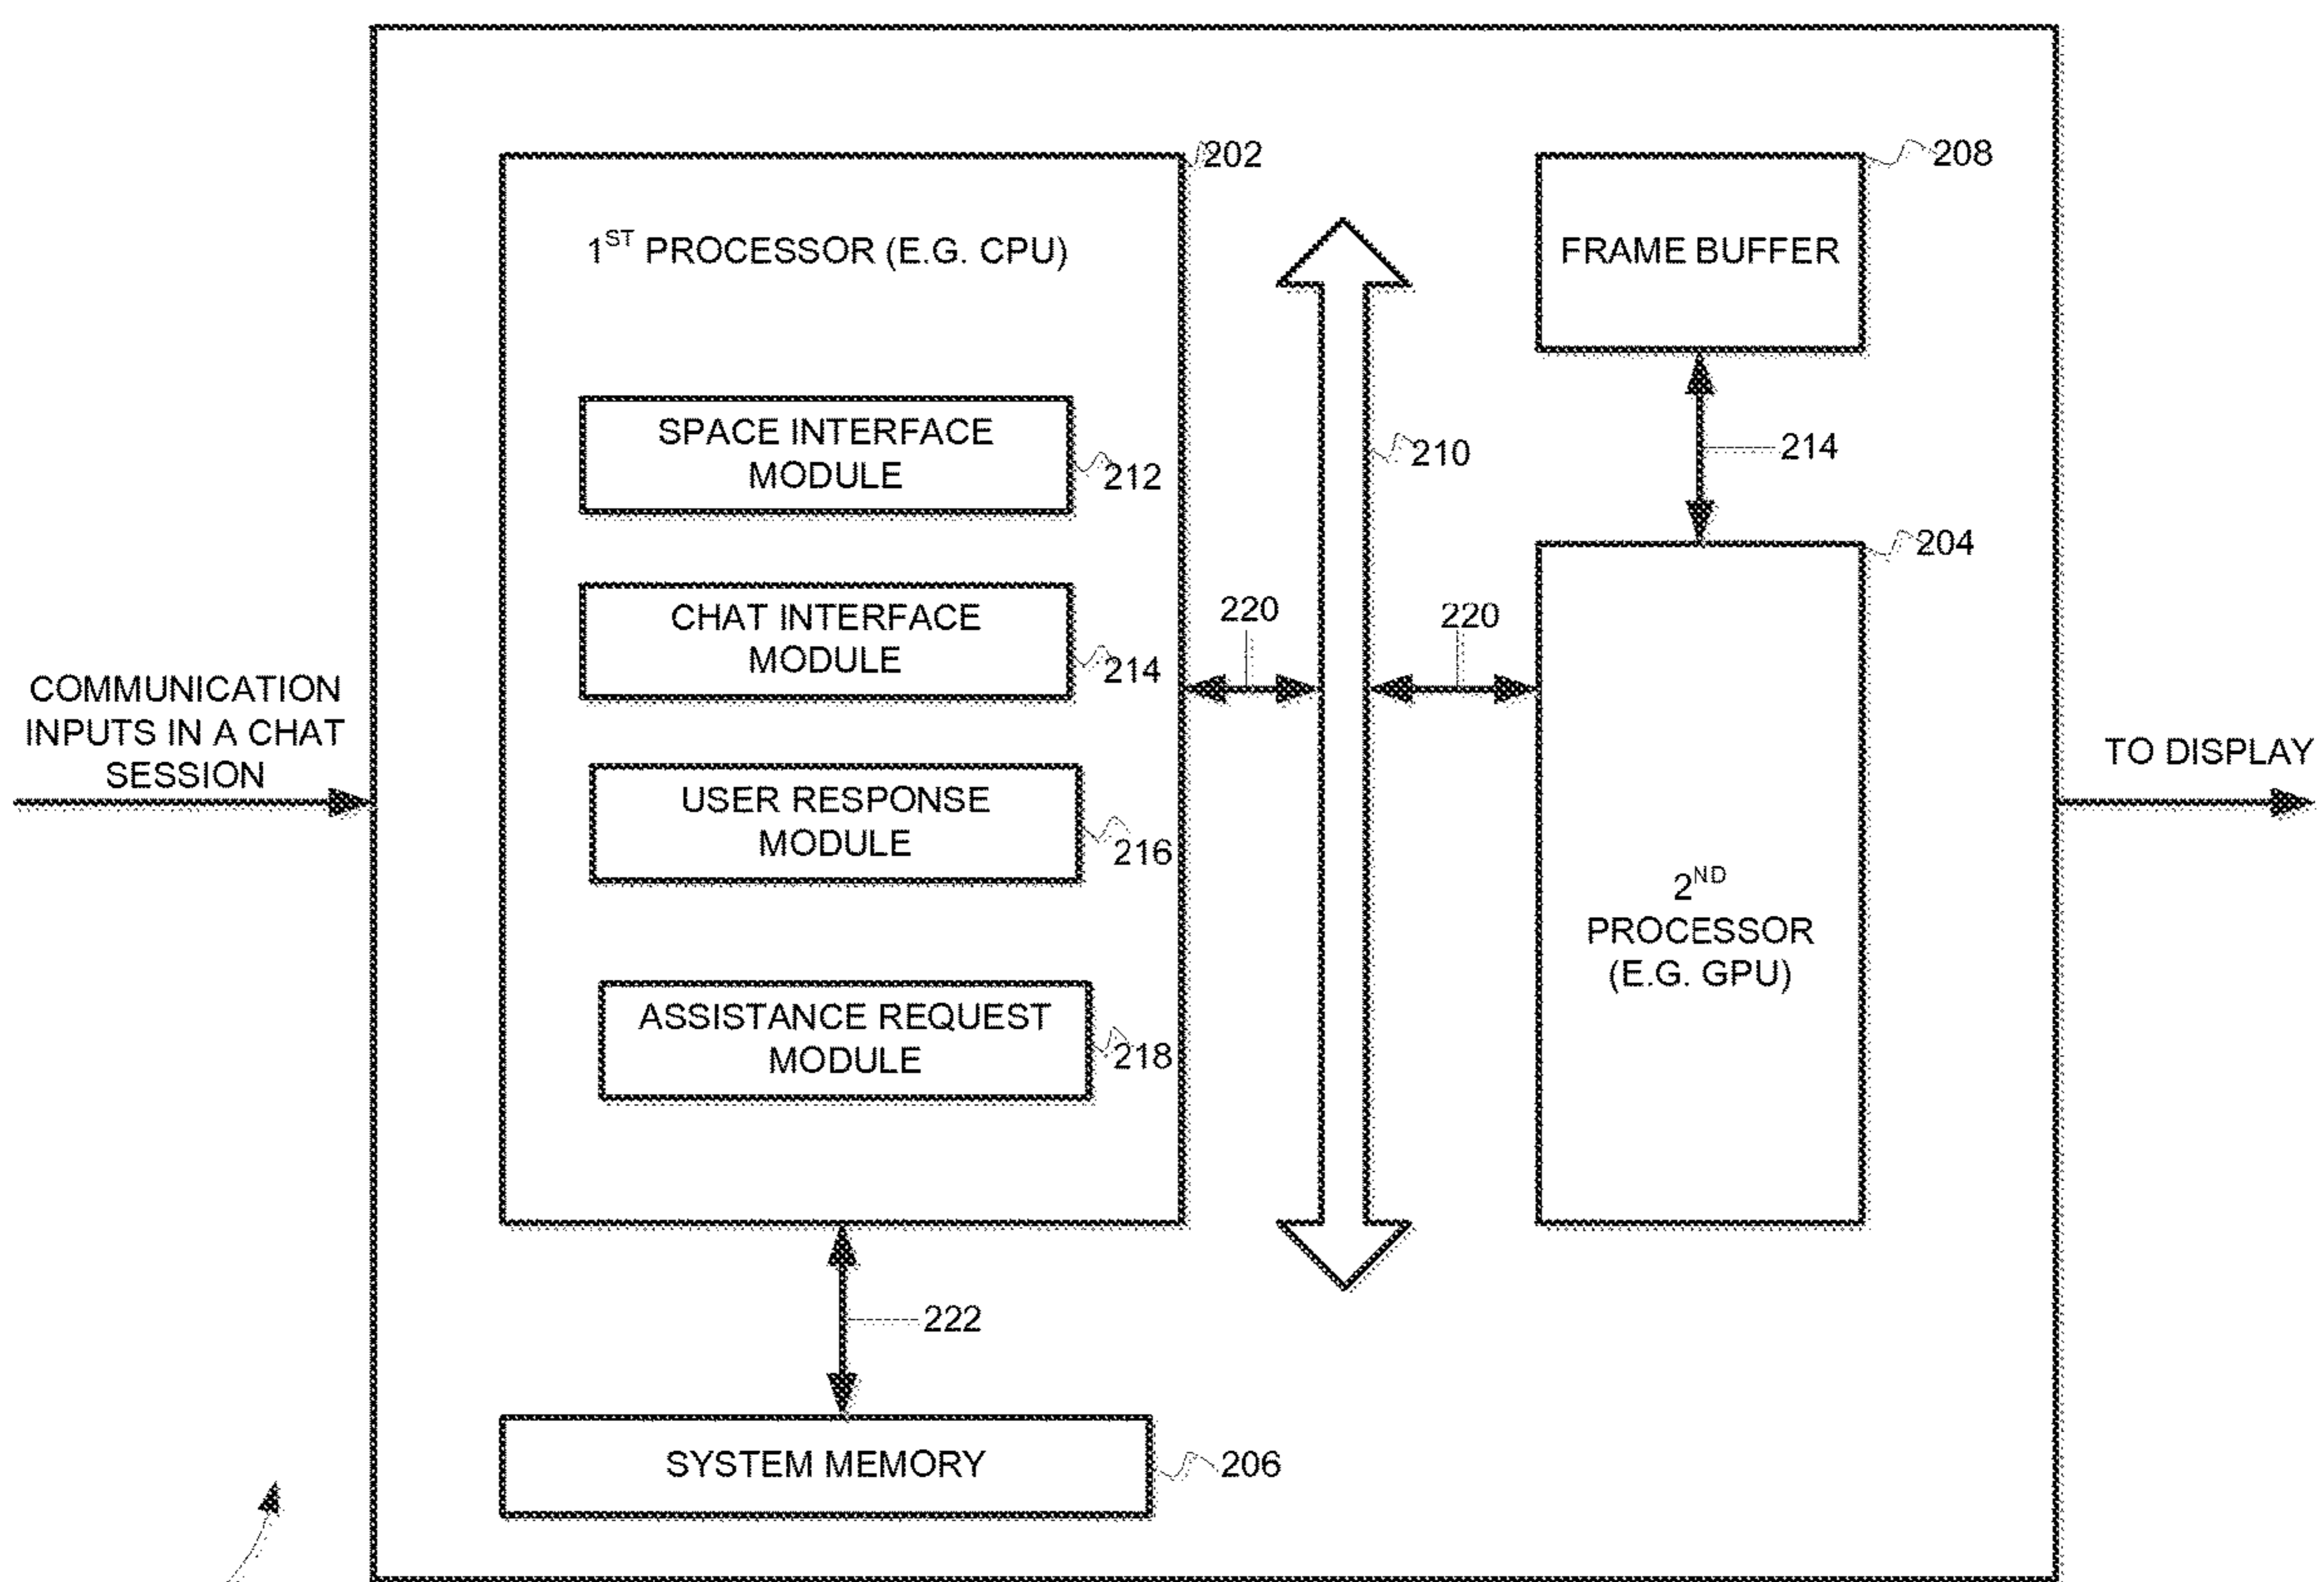 202
208
1ST PROCESSOR (E.G. CPU)
FRAME BUFFER
SPACE INTERFACE
MODULE
212
210
214
204
CHAT INTERFACE
MODULE
214
220
220
COMMUNICATION
INPUTS IN A CHAT
SESSION
TO DISPLAY
USER RESPONSE
MODULE
216
2ND
PROCESSOR
(E.G. GPU)
ASSISTANCE REQUEST
MODULE
218
222
SYSTEM MEMORY
206